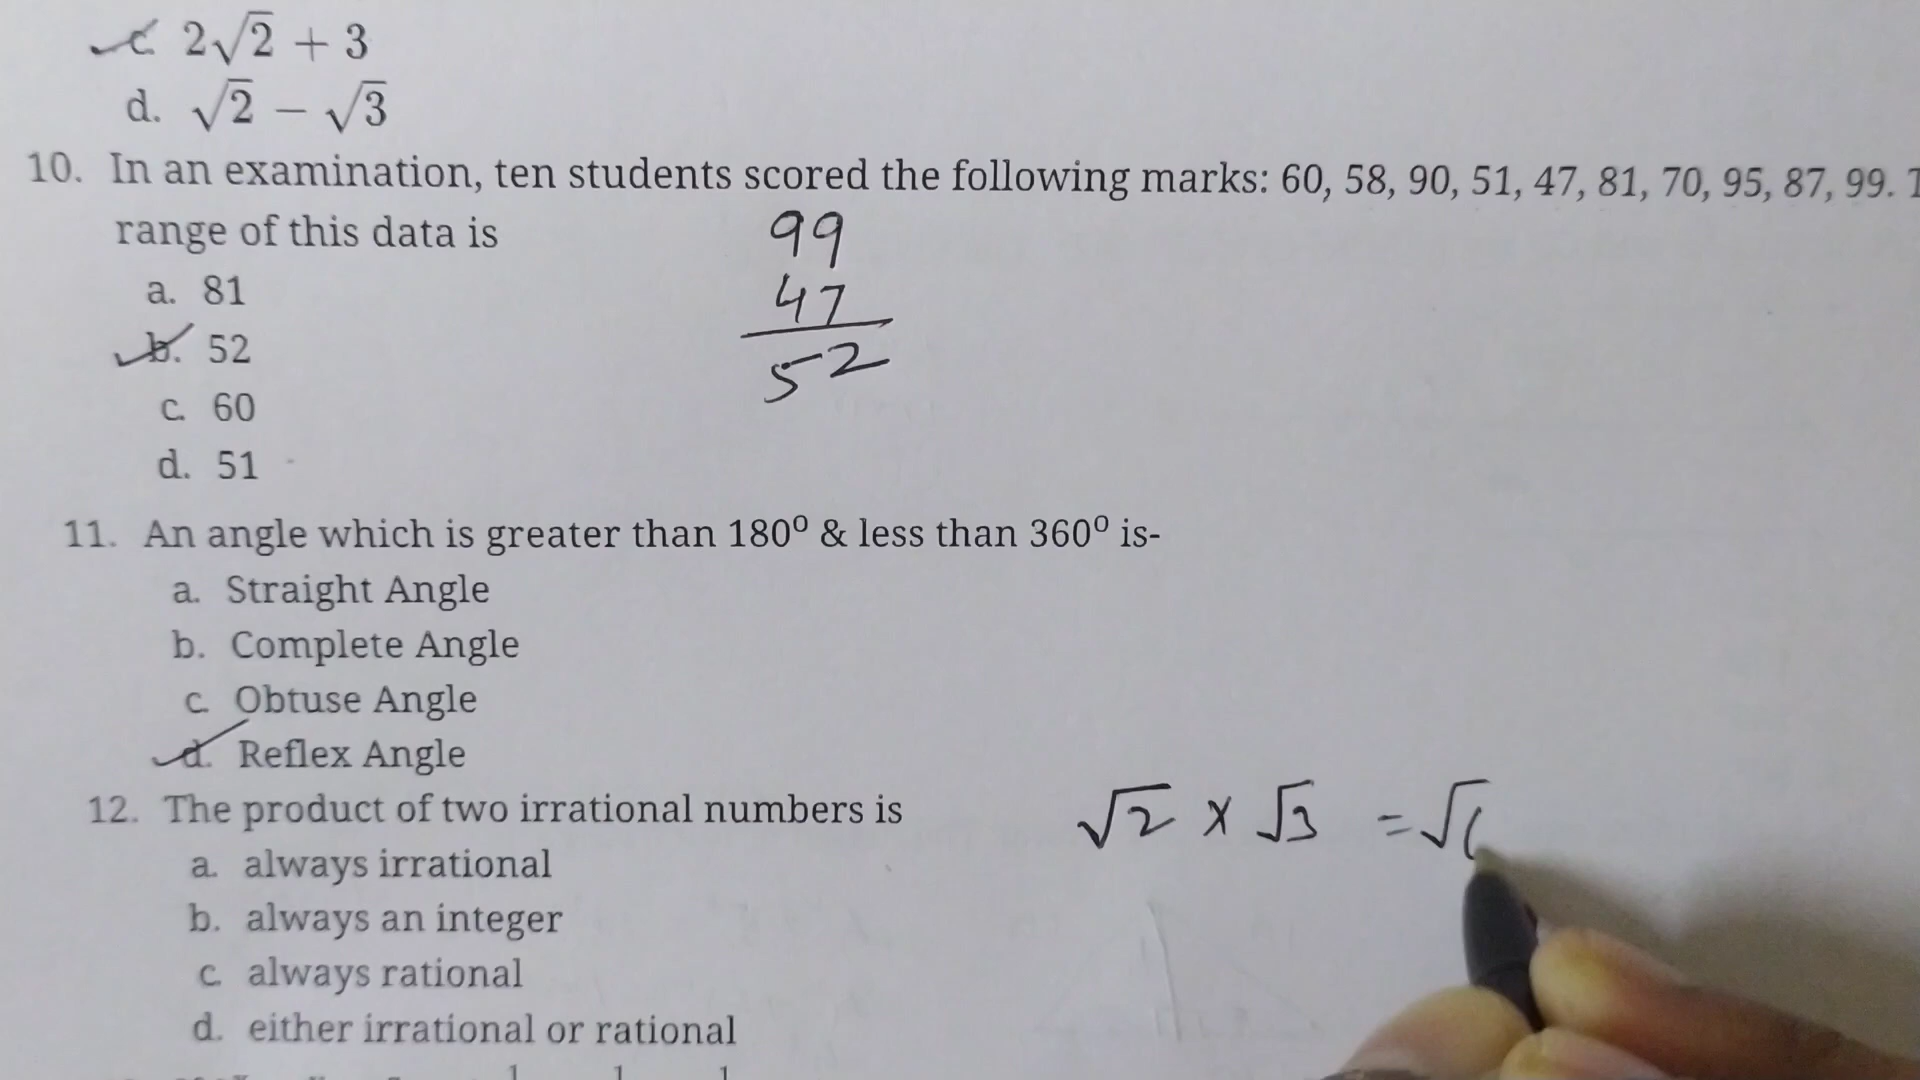 c. 2√2 + 3
d. √2 − √3
10. In an examination, ten students scored the following marks: 60, 58, 90, 51, 47, 81, 70, 95, 87, 99.
range of this data is
99
47
52
a. 81
b. 52
c. 60
d. 51
11. An angle which is greater than 180⁰ & less than 360⁰ is-
a. Straight Angle
b. Complete Angle
c. Obtuse Angle
d. Reflex Angle
12. The product of two irrational numbers is
√2 × √3 = √
a. always irrational
b. always an integer
c. always rational
d. either irrational or rational